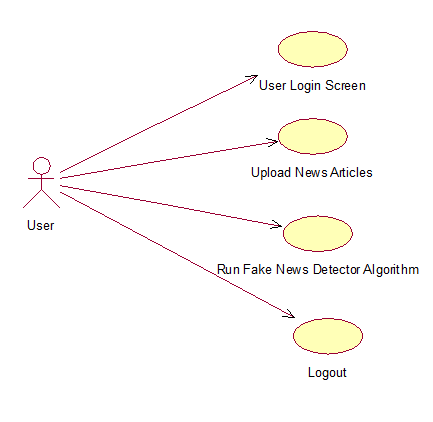 User Login Screen
Upload News Articles
User
Run Fake News Detector Algorithm
Logout